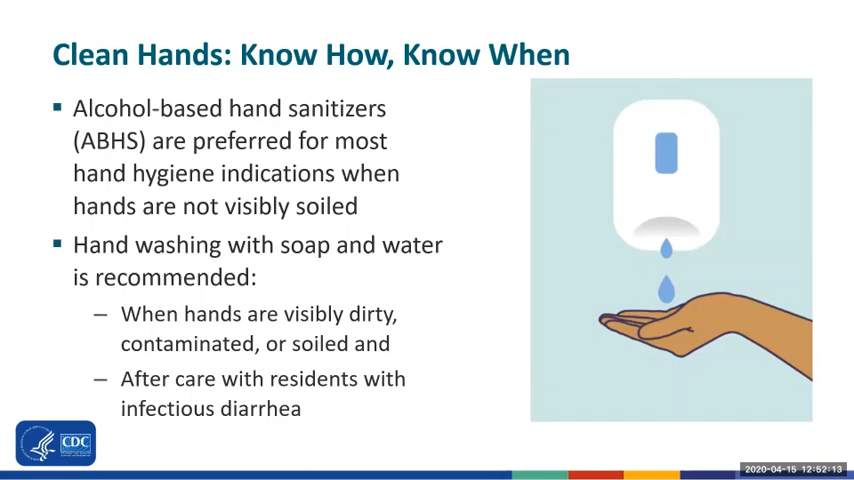 Clean Hands: Know How, Know When
▪ Alcohol-based hand sanitizers
(ABHS) are preferred for most
hand hygiene indications when
hands are not visibly soiled
▪ Hand washing with soap and water
is recommended:
– When hands are visibly dirty,
contaminated, or soiled and
– After care with residents with
infectious diarrhea
CDC
2020-04-15 12:52:13